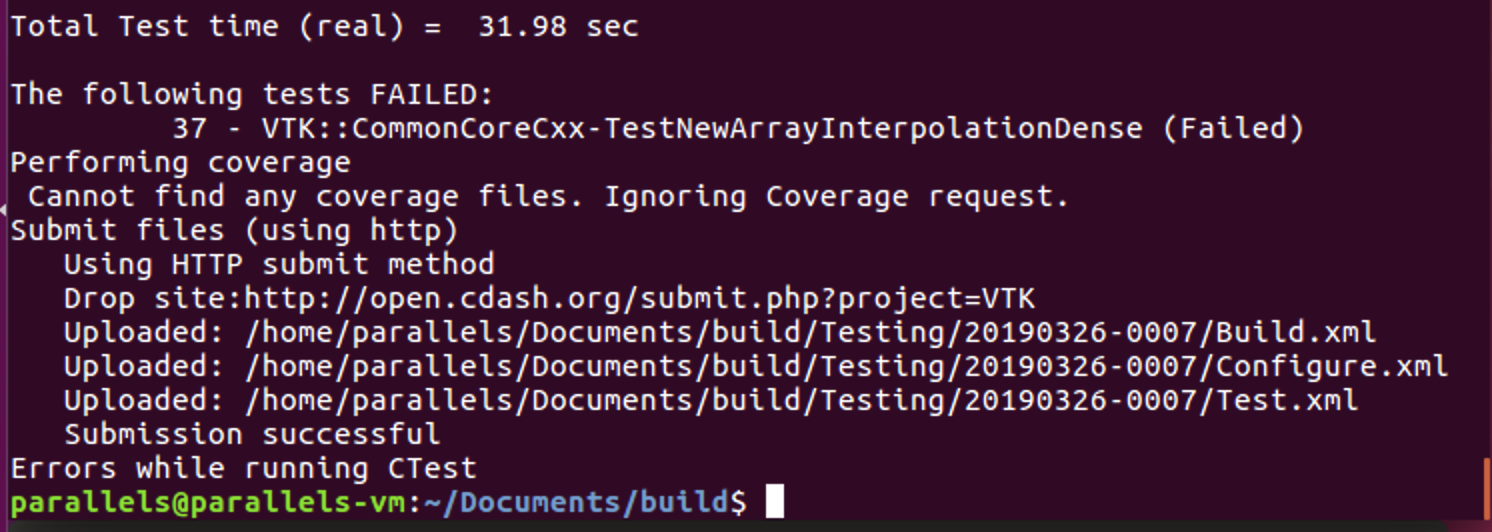 Total Test time (real) =  31.98 sec

The following tests FAILED:
         37 - VTK::CommonCoreCxx-TestNewArrayInterpolationDense (Failed)
Performing coverage
 Cannot find any coverage files. Ignoring Coverage request.
Submit files (using http)
   Using HTTP submit method
   Drop site:http://open.cdash.org/submit.php?project=VTK
   Uploaded: /home/parallels/Documents/build/Testing/20190326-0007/Build.xml
   Uploaded: /home/parallels/Documents/build/Testing/20190326-0007/Configure.xml
   Uploaded: /home/parallels/Documents/build/Testing/20190326-0007/Test.xml
   Submission successful
Errors while running CTest
parallels@parallels-vm:~/Documents/build$